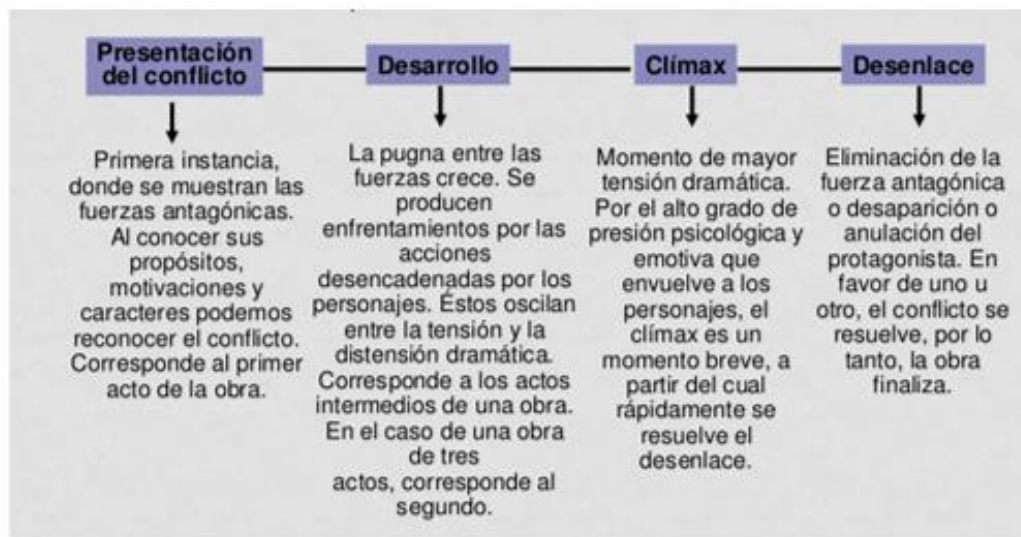 Presentación
del conflicto
Desarrollo
Clímax
Desenlace
Primera instancia,
donde se muestran las
fuerzas antagónicas.
Al conocer sus
propósitos,
motivaciones y
caracteres podemos
reconocer el conflicto.
Corresponde al primer
acto de la obra.
La pugna entre las
fuerzas crece. Se
producen
enfrentamientos por las
acciones
desencadenadas por los
personajes. Éstos oscilan
entre la tensión y la
distensión dramática.
Corresponde a los actos
intermedios de una obra.
En el caso de una obra
de tres
actos, corresponde al
segundo.
Momento de mayor
tensión dramática.
Por el alto grado de
presión psicológica y
emotiva que
envuelve a los
personajes, el
clímax es un
momento breve, a
partir del cual
rápidamente se
resuelve el
desenlace.
Eliminación de la
fuerza antagónica
o desaparición o
anulación del
protagonista. En
favor de uno u
otro, el conflicto se
resuelve, por lo
tanto, la obra
finaliza.